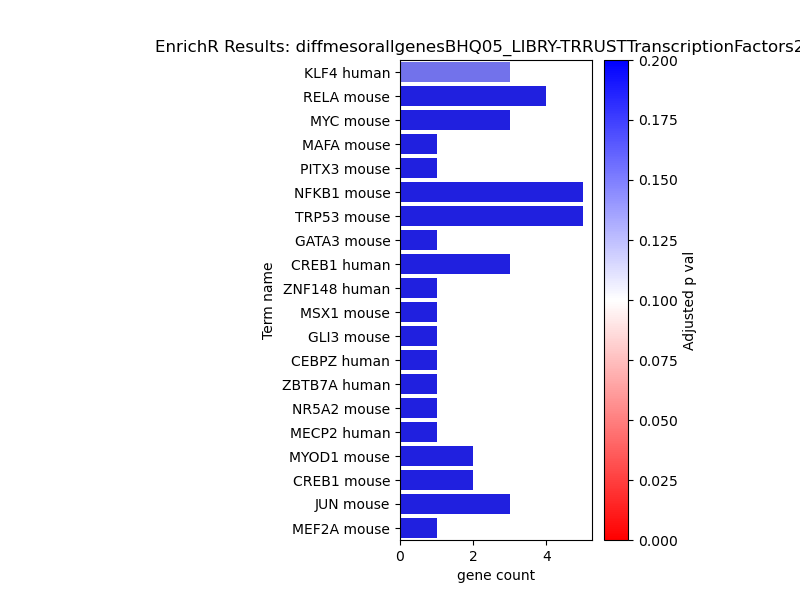 EnrichR Results: diffmesorallgenesBHQ05_LIBRY-TRRUSTTranscriptionFactors2
KLF4 human
RELA mouse
MYC mouse
MAFA mouse
PITX3 mouse
NFKB1 mouse
TRP53 mouse
GATA3 mouse
CREB1 human
ZNF148 human
MSX1 mouse
GLI3 mouse
CEBPZ human
ZBTB7A human
NR5A2 mouse
MECP2 human
MYOD1 mouse
CREB1 mouse
JUN mouse
MEF2A mouse
Term name
0 2 4
gene count
0.200
0.175
0.150
0.125
0.100
0.075
0.050
0.025
0.000
Adjusted p val